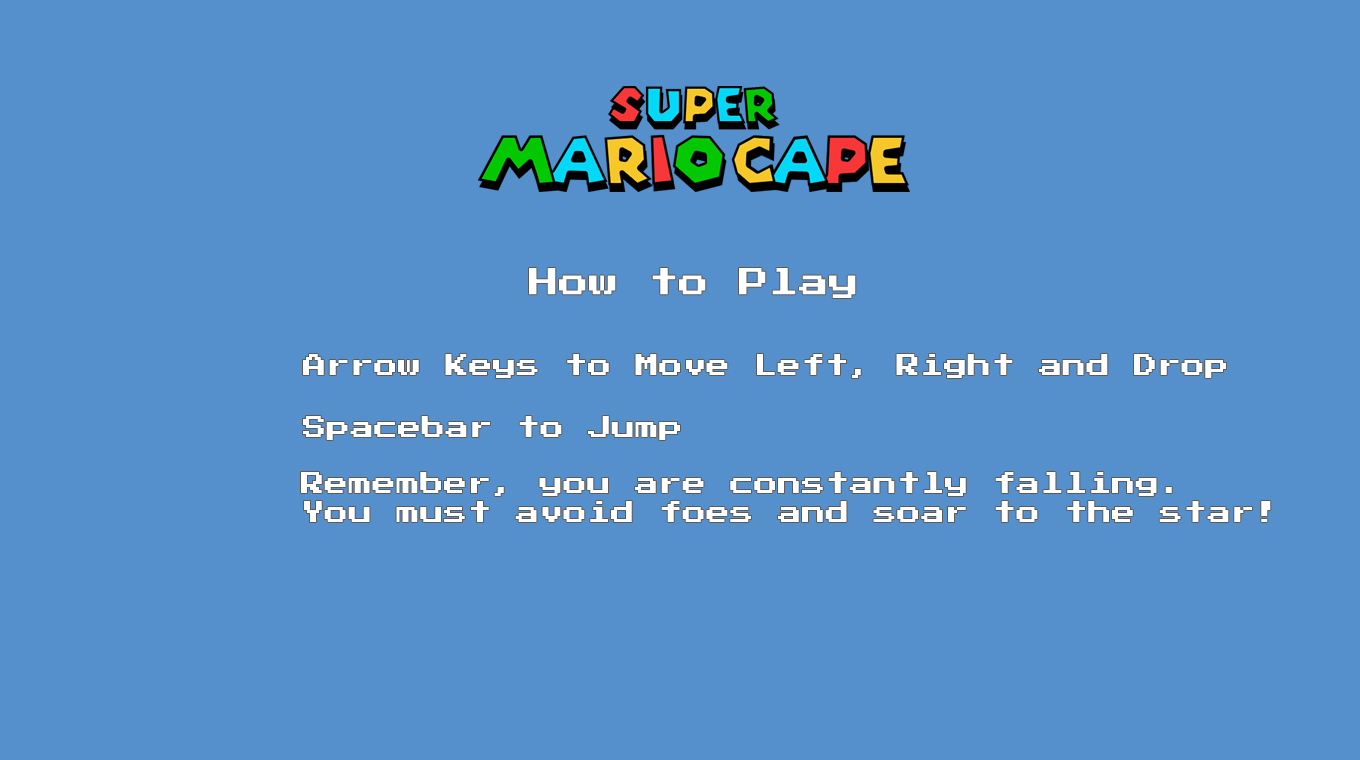 SUPER
MARIO CAPE
How to Play
Arrow Keys to Move Left, Right and Drop
Spacebar to Jump
Remember, you are constantly falling.
You must avoid foes and soar to the star!